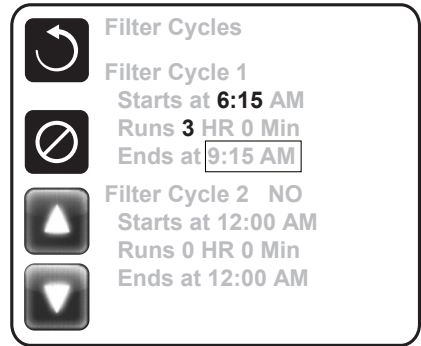 Filter Cycles
Filter Cycle 1
Starts at 6:15 AM
Runs 3 HR 0 Min
Ends at 9:15 AM
Filter Cycle 2 NO
Starts at 12:00 AM
Runs 0 HR 0 Min
Ends at 12:00 AM